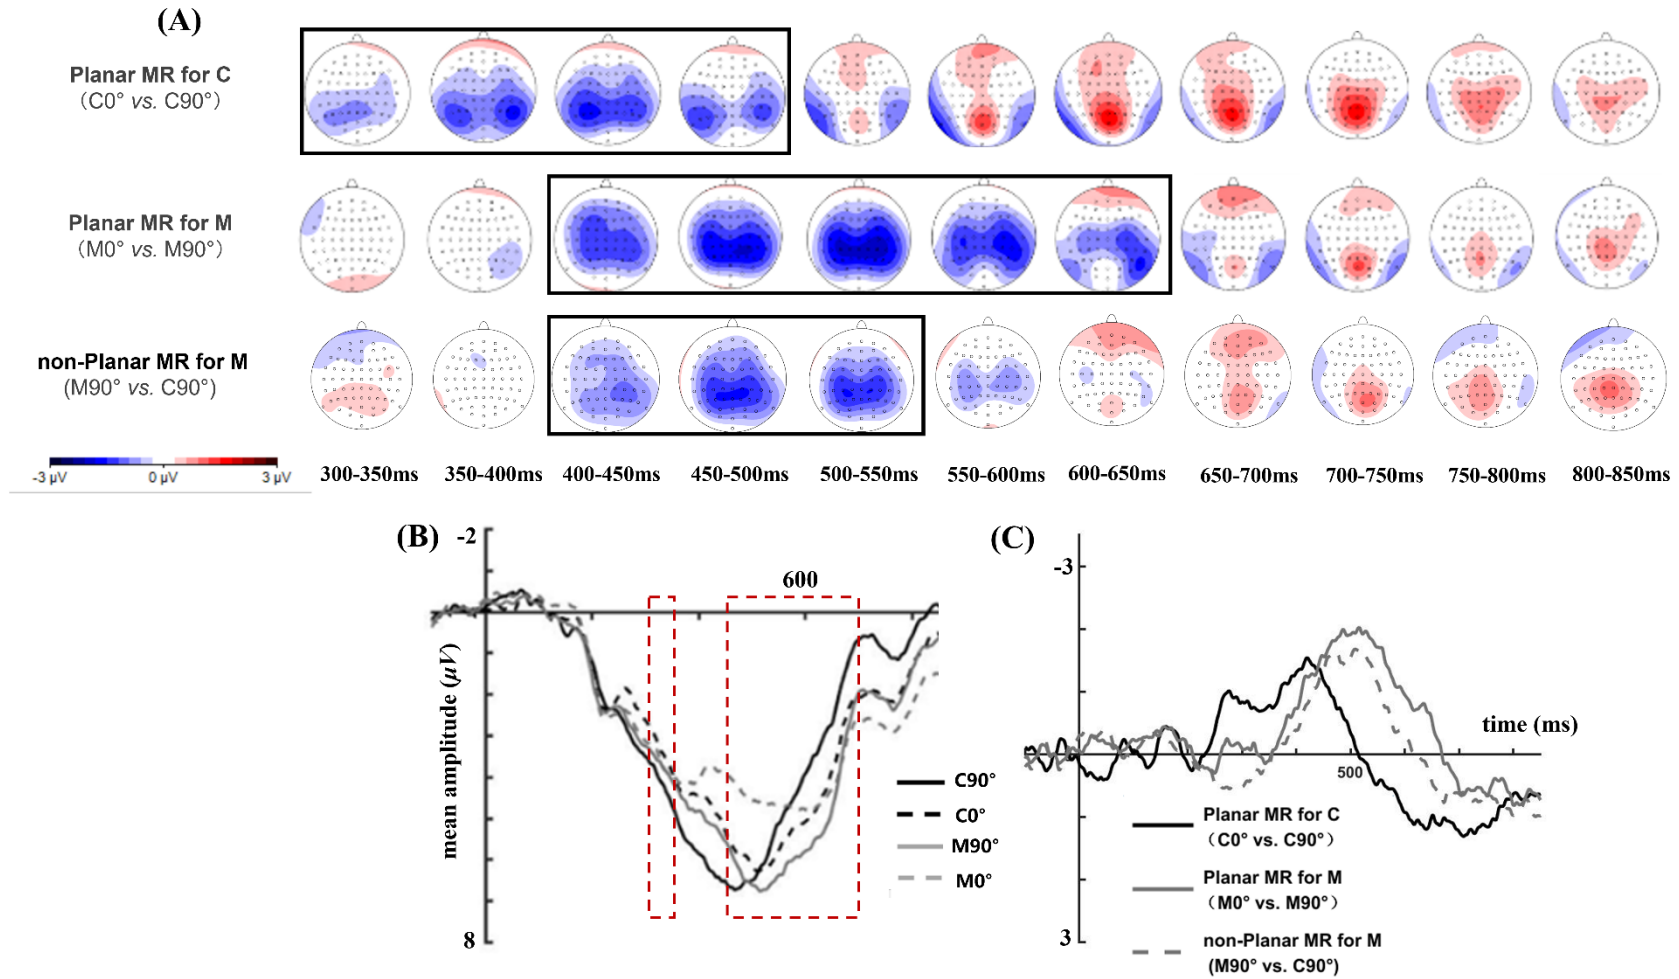 (A)
Planar MR for C
（C0° vs. C90°）
Planar MR for M
（M0° vs. M90°）
non-Planar MR for M
(M90° vs. C90°)
-3 µV 0 µV 3 µV
300-350ms 350-400ms 400-450ms 450-500ms 500-550ms 550-600ms 600-650ms 650-700ms 700-750ms 750-800ms 800-850ms
(B)
-2
600
mean amplitude (µV)
8
C90°
C0°
M90°
M0°
(C)
-3
time (ms)
500
3
Planar MR for C
（C0° vs. C90°）
Planar MR for M
（M0° vs. M90°）
non-Planar MR for M
(M90° vs. C90°)